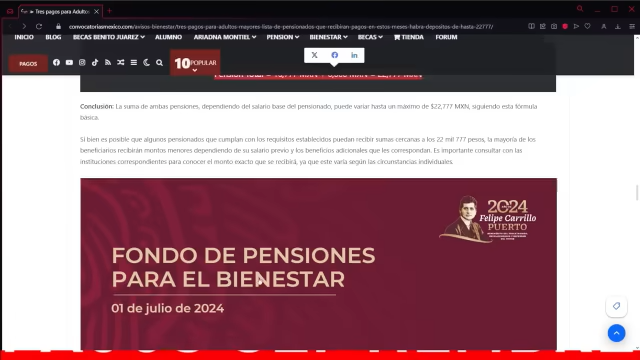 Tres pagos para Adultos
convocatoriasmexico.com/avisos-bienestar/tres-pagos-para-adultos-mayores-lista-de-pensionados-que-recibiran-pagos-en-estos-meses-habra-depositos-de-hasta-22777/
INICIO BLOG BECAS BENITO JUAREZ ALUMNO ARIADNA MONTIEL PENSION BIENESTAR BECAS TIENDA FORUM
PAGOS
10 POPULAR
Conclusión: La suma de ambas pensiones, dependiendo del salario base del pensionado, puede variar hasta un máximo de $22,777 MXN, siguiendo esta fórmula
básica.
Si bien es posible que algunos pensionados que cumplan con los requisitos establecidos puedan recibir sumas cercanas a los 22 mil 777 pesos, la mayoría de los
beneficiarios recibirán montos menores dependiendo de su salario previo y los beneficios adicionales que les correspondan. Es importante consultar con las
instituciones correspondientes para conocer el monto exacto que se recibirá, ya que este varía según las circunstancias individuales.
2024
Felipe Carrillo
PUERTO
FONDO DE PENSIONES
PARA EL BIENESTAR
01 de julio de 2024